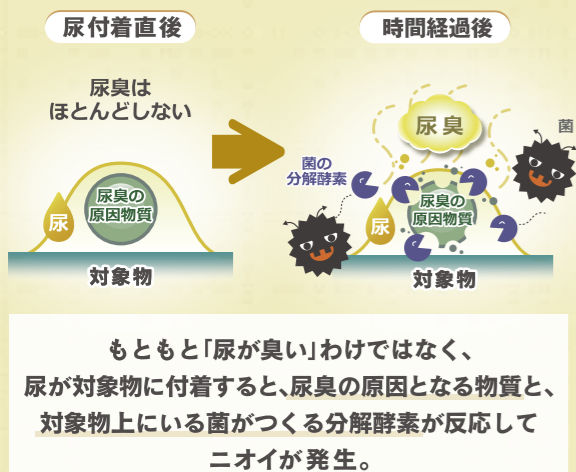 尿付着直後
時間経過後
尿臭は
ほとんどしない
尿臭
菌
菌の
分解酵素
尿
尿臭の
原因物質
尿
尿臭の
原因物質
対象物
対象物
もともと「尿が臭い」わけではなく、
尿が対象物に付着すると、尿臭の原因となる物質と、
対象物上にいる菌がつくる分解酵素が反応して
ニオイが発生。